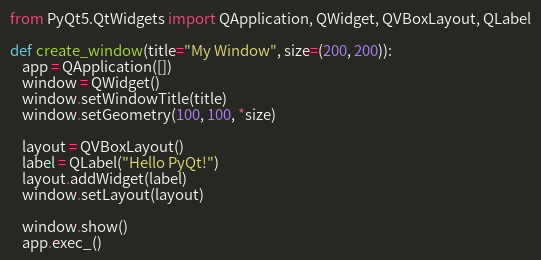 from PyQt5.QtWidgets import QApplication, QWidget, QVBoxLayout, QLabel

def create_window(title="My Window", size=(200, 200)):
    app = QApplication([])
    window = QWidget()
    window.setWindowTitle(title)
    window.setGeometry(100, 100, *size)

    layout = QVBoxLayout()
    label = QLabel("Hello PyQt!")
    layout.addWidget(label)
    window.setLayout(layout)

    window.show()
    app.exec_()